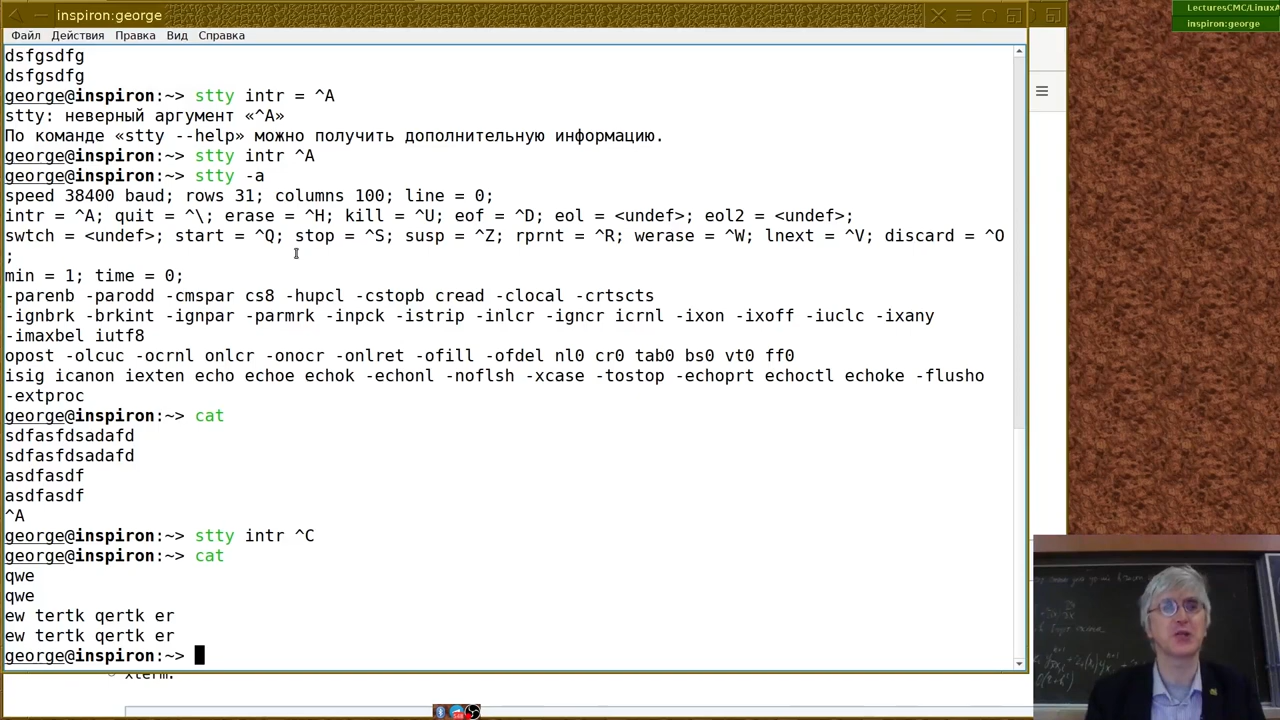 LecturesCMC/LinuxA
inspiron:george
inspiron:george
Файл Действия Правка Вид Справка
dsfgsdfg
dsfgsdfg
george@inspiron:~> stty intr = ^A
stty: неверный аргумент «^A»
По команде «stty --help» можно получить дополнительную информацию.
george@inspiron:~> stty intr ^A
george@inspiron:~> stty -a
speed 38400 baud; rows 31; columns 100; line = 0;
intr = ^A; quit = ^\; erase = ^H; kill = ^U; eof = ^D; eol = <undef>; eol2 = <undef>;
swtch = <undef>; start = ^Q; stop = ^S; susp = ^Z; rprnt = ^R; werase = ^W; lnext = ^V; discard = ^O
;
min = 1; time = 0;
-parenb -parodd -cmspar cs8 -hupcl -cstopb cread -clocal -crtscts
-ignbrk -brkint -ignpar -parmrk -inpck -istrip -inlcr -igncr icrnl -ixon -ixoff -iuclc -ixany
-imaxbel iutf8
opost -olcuc -ocrnl onlcr -onocr -onlret -ofill -ofdel nl0 cr0 tab0 bs0 vt0 ff0
isig icanon iexten echo echoe echok -echonl -noflsh -xcase -tostop -echoprt echoctl echoke -flusho
-extproc
george@inspiron:~> cat
sdfasfdsadafd
sdfasfdsadafd
asdfasdf
asdfasdf
^A
george@inspiron:~> stty intr ^C
george@inspiron:~> cat
qwe
qwe
ew tertk qertk er
ew tertk qertk er
george@inspiron:~>
xterm.